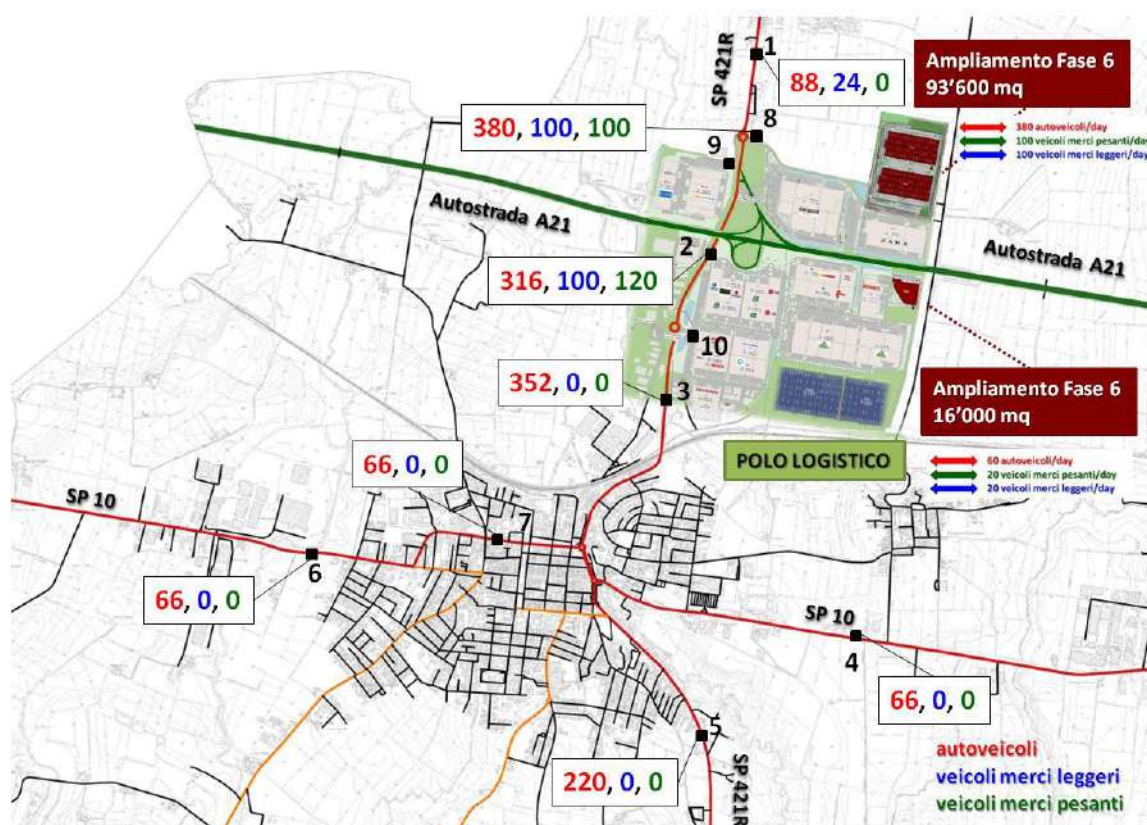 SP 421R
1
88, 24, 0
Ampliamento Fase 6
93’600 mq
380 autoveicoli/day
100 veicoli merci pesanti/day
100 veicoli merci leggeri/day
380, 100, 100
8
9
Autostrada A21
2
Autostrada A21
316, 100, 120
10
352, 0, 0
3
Ampliamento Fase 6
16’000 mq
60 autoveicoli/day
20 veicoli merci pesanti/day
20 veicoli merci leggeri/day
POLO LOGISTICO
66, 0, 0
SP 10
7
6
66, 0, 0
SP 10
4
66, 0, 0
5
SP 421R
220, 0, 0
autoveicoli
veicoli merci leggeri
veicoli merci pesanti